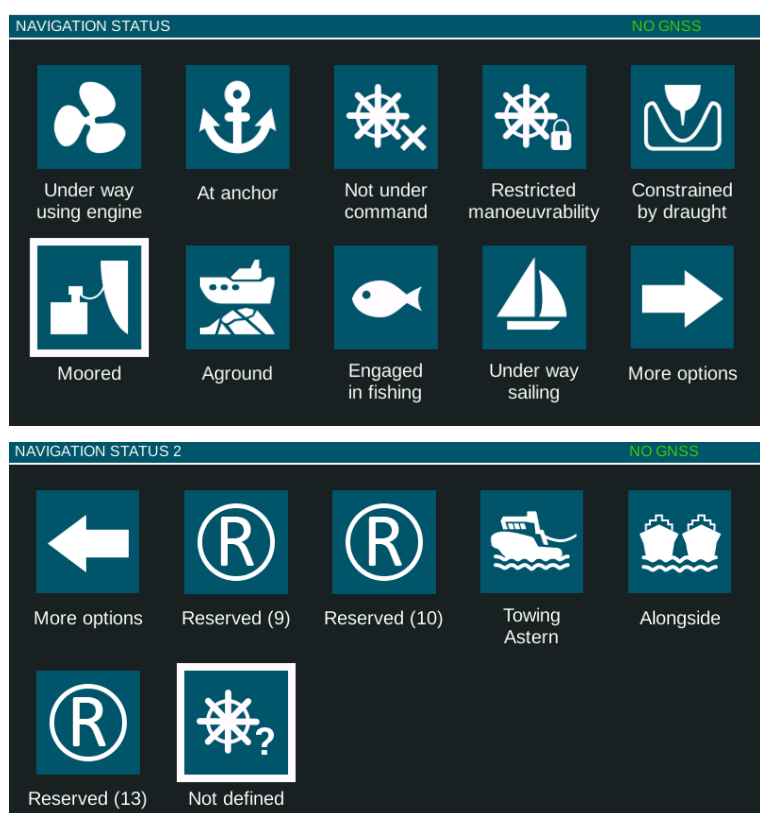 NAVIGATION STATUS
NO GNSS
Under way
using engine
At anchor
Not under
command
Restricted
manoeuvrability
Constrained
by draught
Moored
Aground
Engaged
in fishing
Under way
sailing
More options
NAVIGATION STATUS 2
NO GNSS
More options
R
Reserved (9)
R
Reserved (10)
Towing
Astern
Alongside
R
Reserved (13)
?
Not defined